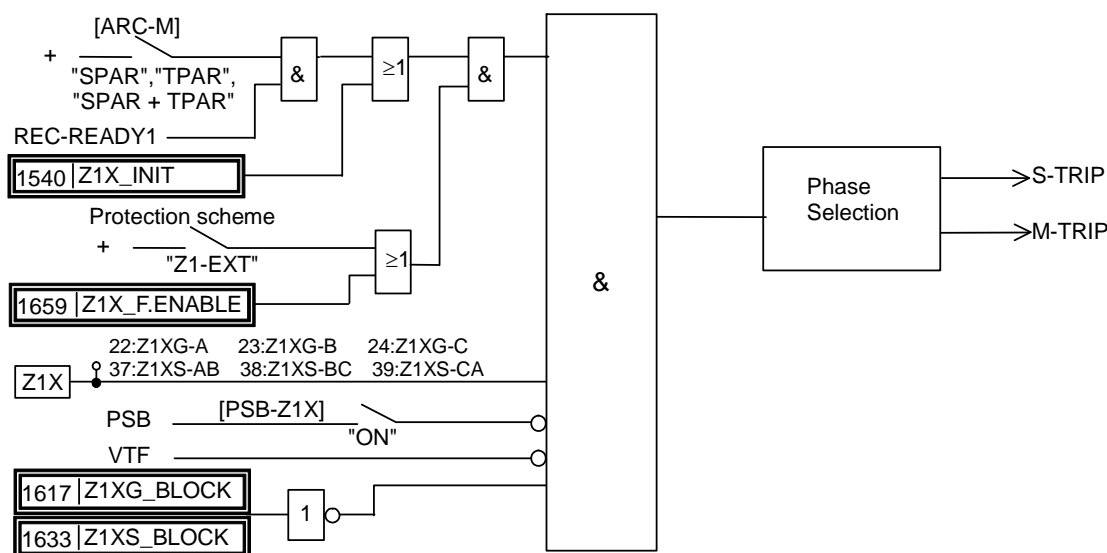 [ARC-M]
+
"SPAR","TPAR",
"SPAR + TPAR"
&
≥1
&
REC-READY1
1540 Z1X_INIT
Protection scheme
+
"Z1-EXT"
≥1
1659 Z1X_F.ENABLE
&
Phase
Selection
S-TRIP
M-TRIP
22:Z1XG-A 23:Z1XG-B 24:Z1XG-C
Z1X
37:Z1XS-AB 38:Z1XS-BC 39:Z1XS-CA
PSB
[PSB-Z1X]
"ON"
VTF
1617 Z1XG_BLOCK
1
1633 Z1XS_BLOCK